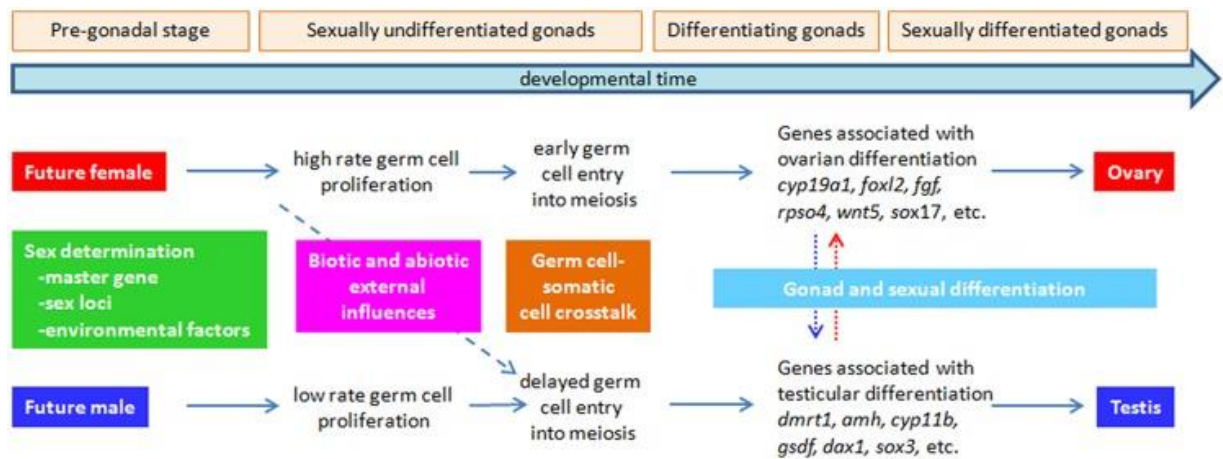 Pre-gonadal stage
Sexually undifferentiated gonads
Differentiating gonads
Sexually differentiated gonads
developmental time
Future female
high rate germ cell
proliferation
early germ
cell entry
into meiosis
Genes associated with
ovarian differentiation
cyp19a1, foxl2, fgf,
rpso4, wnt5, sox17, etc.
Ovary
Sex determination
-master gene
-sex loci
-environmental factors
Biotic and abiotic
external
influences
Germ cell-
somatic
cell crosstalk
Gonad and sexual differentiation
Future male
low rate germ cell
proliferation
delayed germ
cell entry
into meiosis
Genes associated with
testicular differentiation
dmrt1, amh, cyp11b,
gsdf, dax1, sox3, etc.
Testis